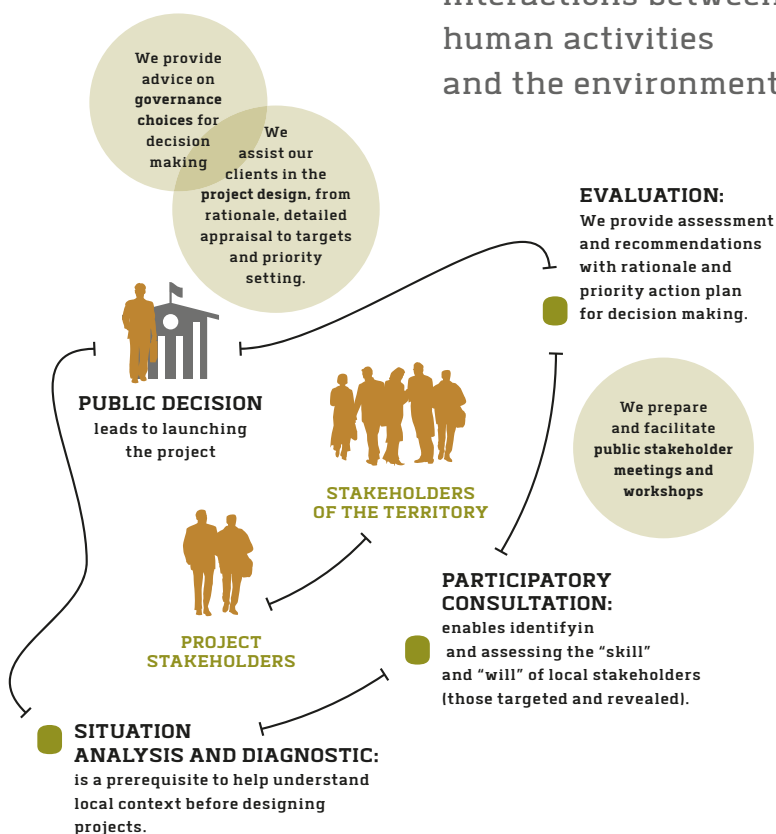 interactions between
human activities
and the environment
We provide
advice on
governance
choices for
decision
making
We
assist our
clients in the
project design, from
rationale, detailed
appraisal to targets
and priority
setting.
EVALUATION:
We provide assessment
and recommendations
with rationale and
priority action plan
for decision making.
PUBLIC DECISION
leads to launching
the project
We prepare
and facilitate
public stakeholder
meetings and
workshops
STAKEHOLDERS
OF THE TERRITORY
PROJECT
STAKEHOLDERS
PARTICIPATORY
CONSULTATION:
enables identifyin
and assessing the “skill”
and “will” of local stakeholders
(those targeted and revealed).
SITUATION
ANALYSIS AND DIAGNOSTIC:
is a prerequisite to help understand
local context before designing
projects.